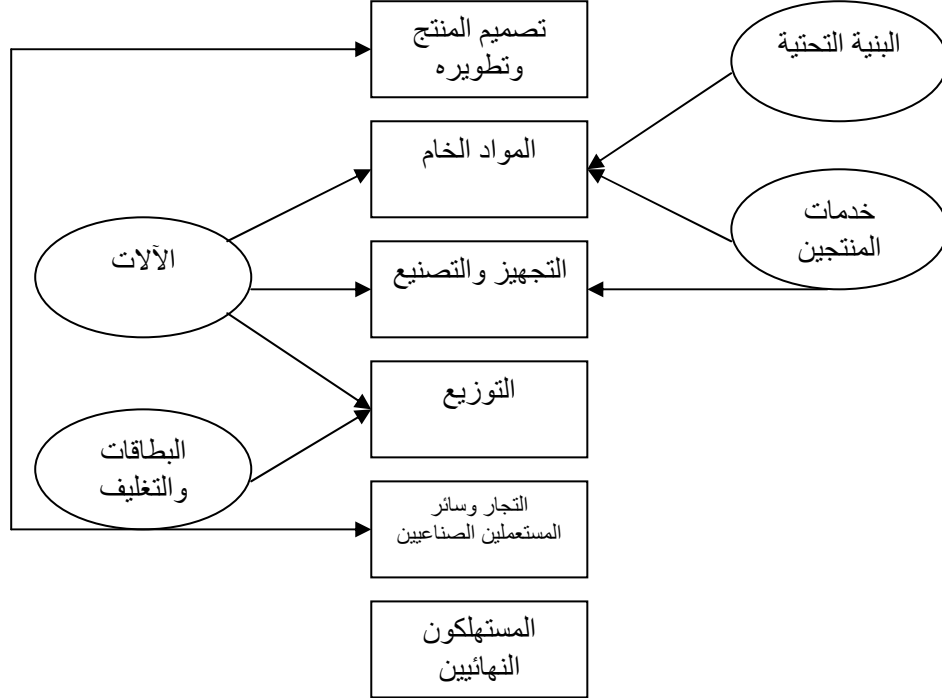 تصميم المنتج
وتطويره
البنية التحتية
المواد الخام
خدمات
المنتجين
الآلات
التجهيز والتصنيع
التوزيع
البطاقات
والتغليف
التجار وسائر
المستعملين الصناعيين
المستهلكون
النهائيين